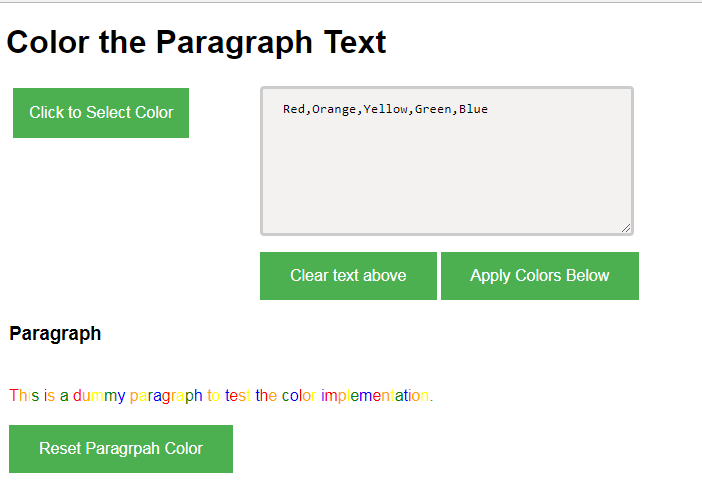 Color the Paragraph Text
Click to Select Color
Red,Orange,Yellow,Green,Blue
Clear text above
Apply Colors Below
Paragraph
This is a dummy paragraph to test the color implementation.
Reset Paragrpah Color